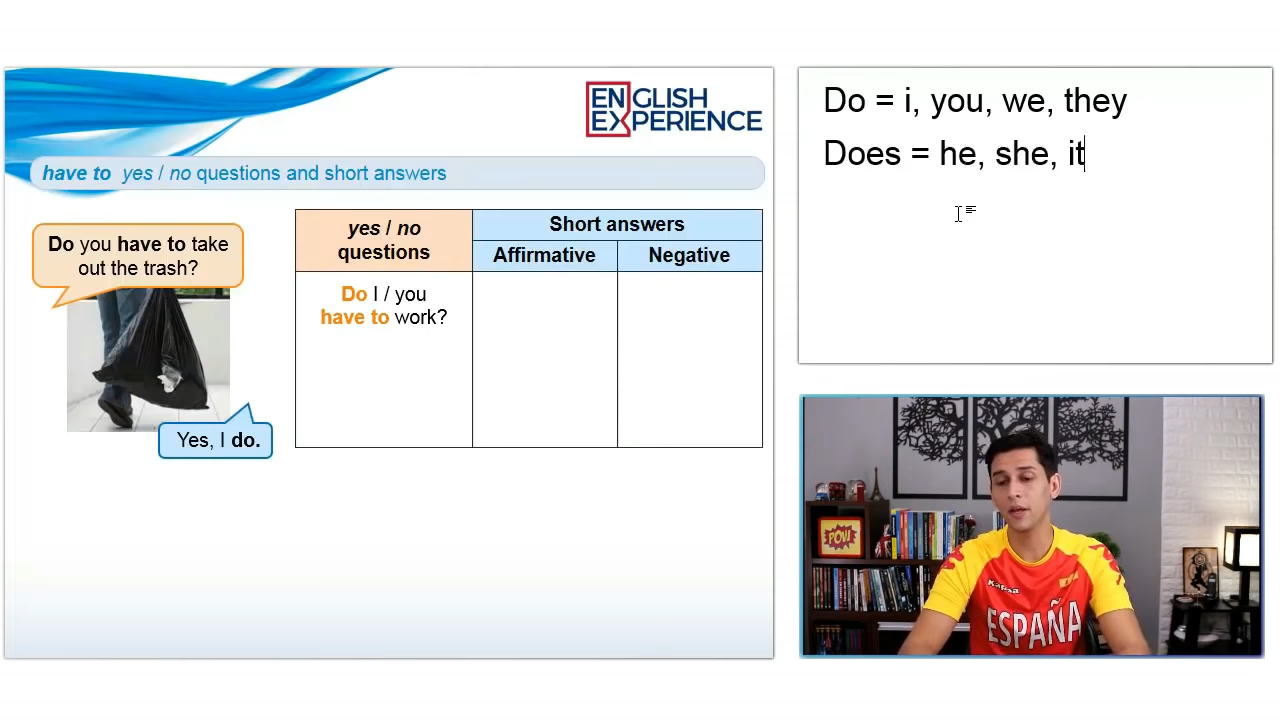 ENGLISH
EXPERIENCE
have to yes / no questions and short answers
Do you have to take
out the trash?
Yes, I do.
yes / no
questions
Short answers
Affirmative
Negative
Do I / you
have to work?
Do = i, you, we, they
Does = he, she, it
POW!
Kappa
ESPAÑA